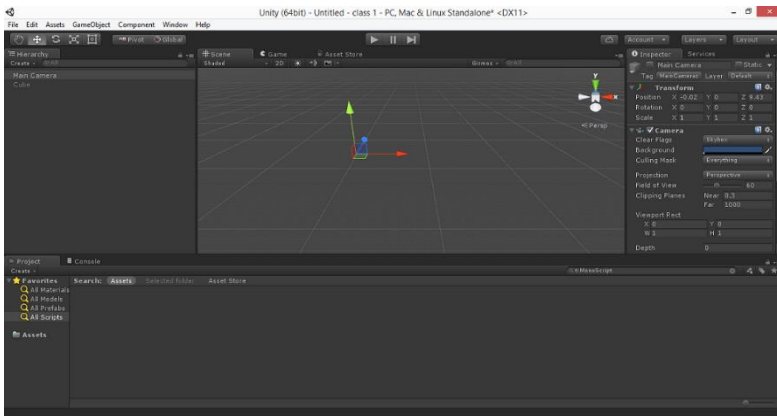 Unity (64bit) - Untitled - class 1 - PC, Mac & Linux Standalone* <DX11>
File Edit Assets GameObject Component Window Help
Pivot Global Account Layers Layout
Hierarchy Scene Game Asset Store Inspector Services
Create All Shaded 2D Gizmos All Main Camera Static
Main Camera Tag MainCamera Layer Default
Cube y Transform
Position X -0.02 Y 0 Z 9.43
x Rotation X 0 Y 0 Z 0
Persp Scale X 1 Y 1 Z 1
Camera
Clear Flags Skybox
Background
Culling Mask Everything
Projection Perspective
Field of View 60
Clipping Planes Near 0.3
Far 1000
Viewport Rect
X 0 Y 0
W 1 H 1
Depth 0
Project Console
Create t:MonoScript
Favorites Search: Assets Selected folder Asset Store
All Materials
All Models
All Prefabs
All Scripts
Assets